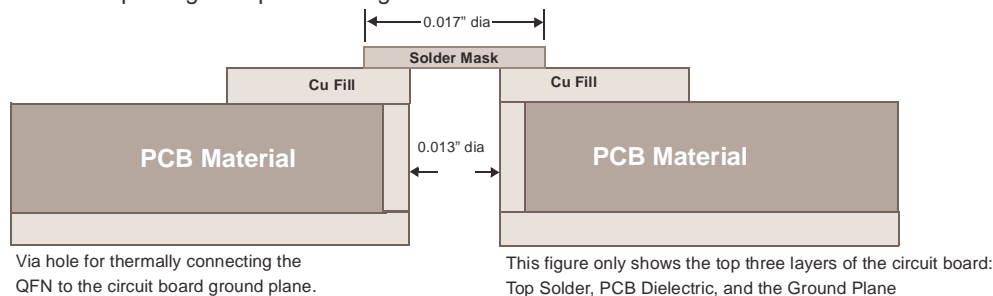 0.017” dia
Solder Mask
Cu Fill
Cu Fill
PCB Material
0.013” dia
PCB Material
Via hole for thermally connecting the
QFN to the circuit board ground plane.
This figure only shows the top three layers of the circuit board:
Top Solder, PCB Dielectric, and the Ground Plane